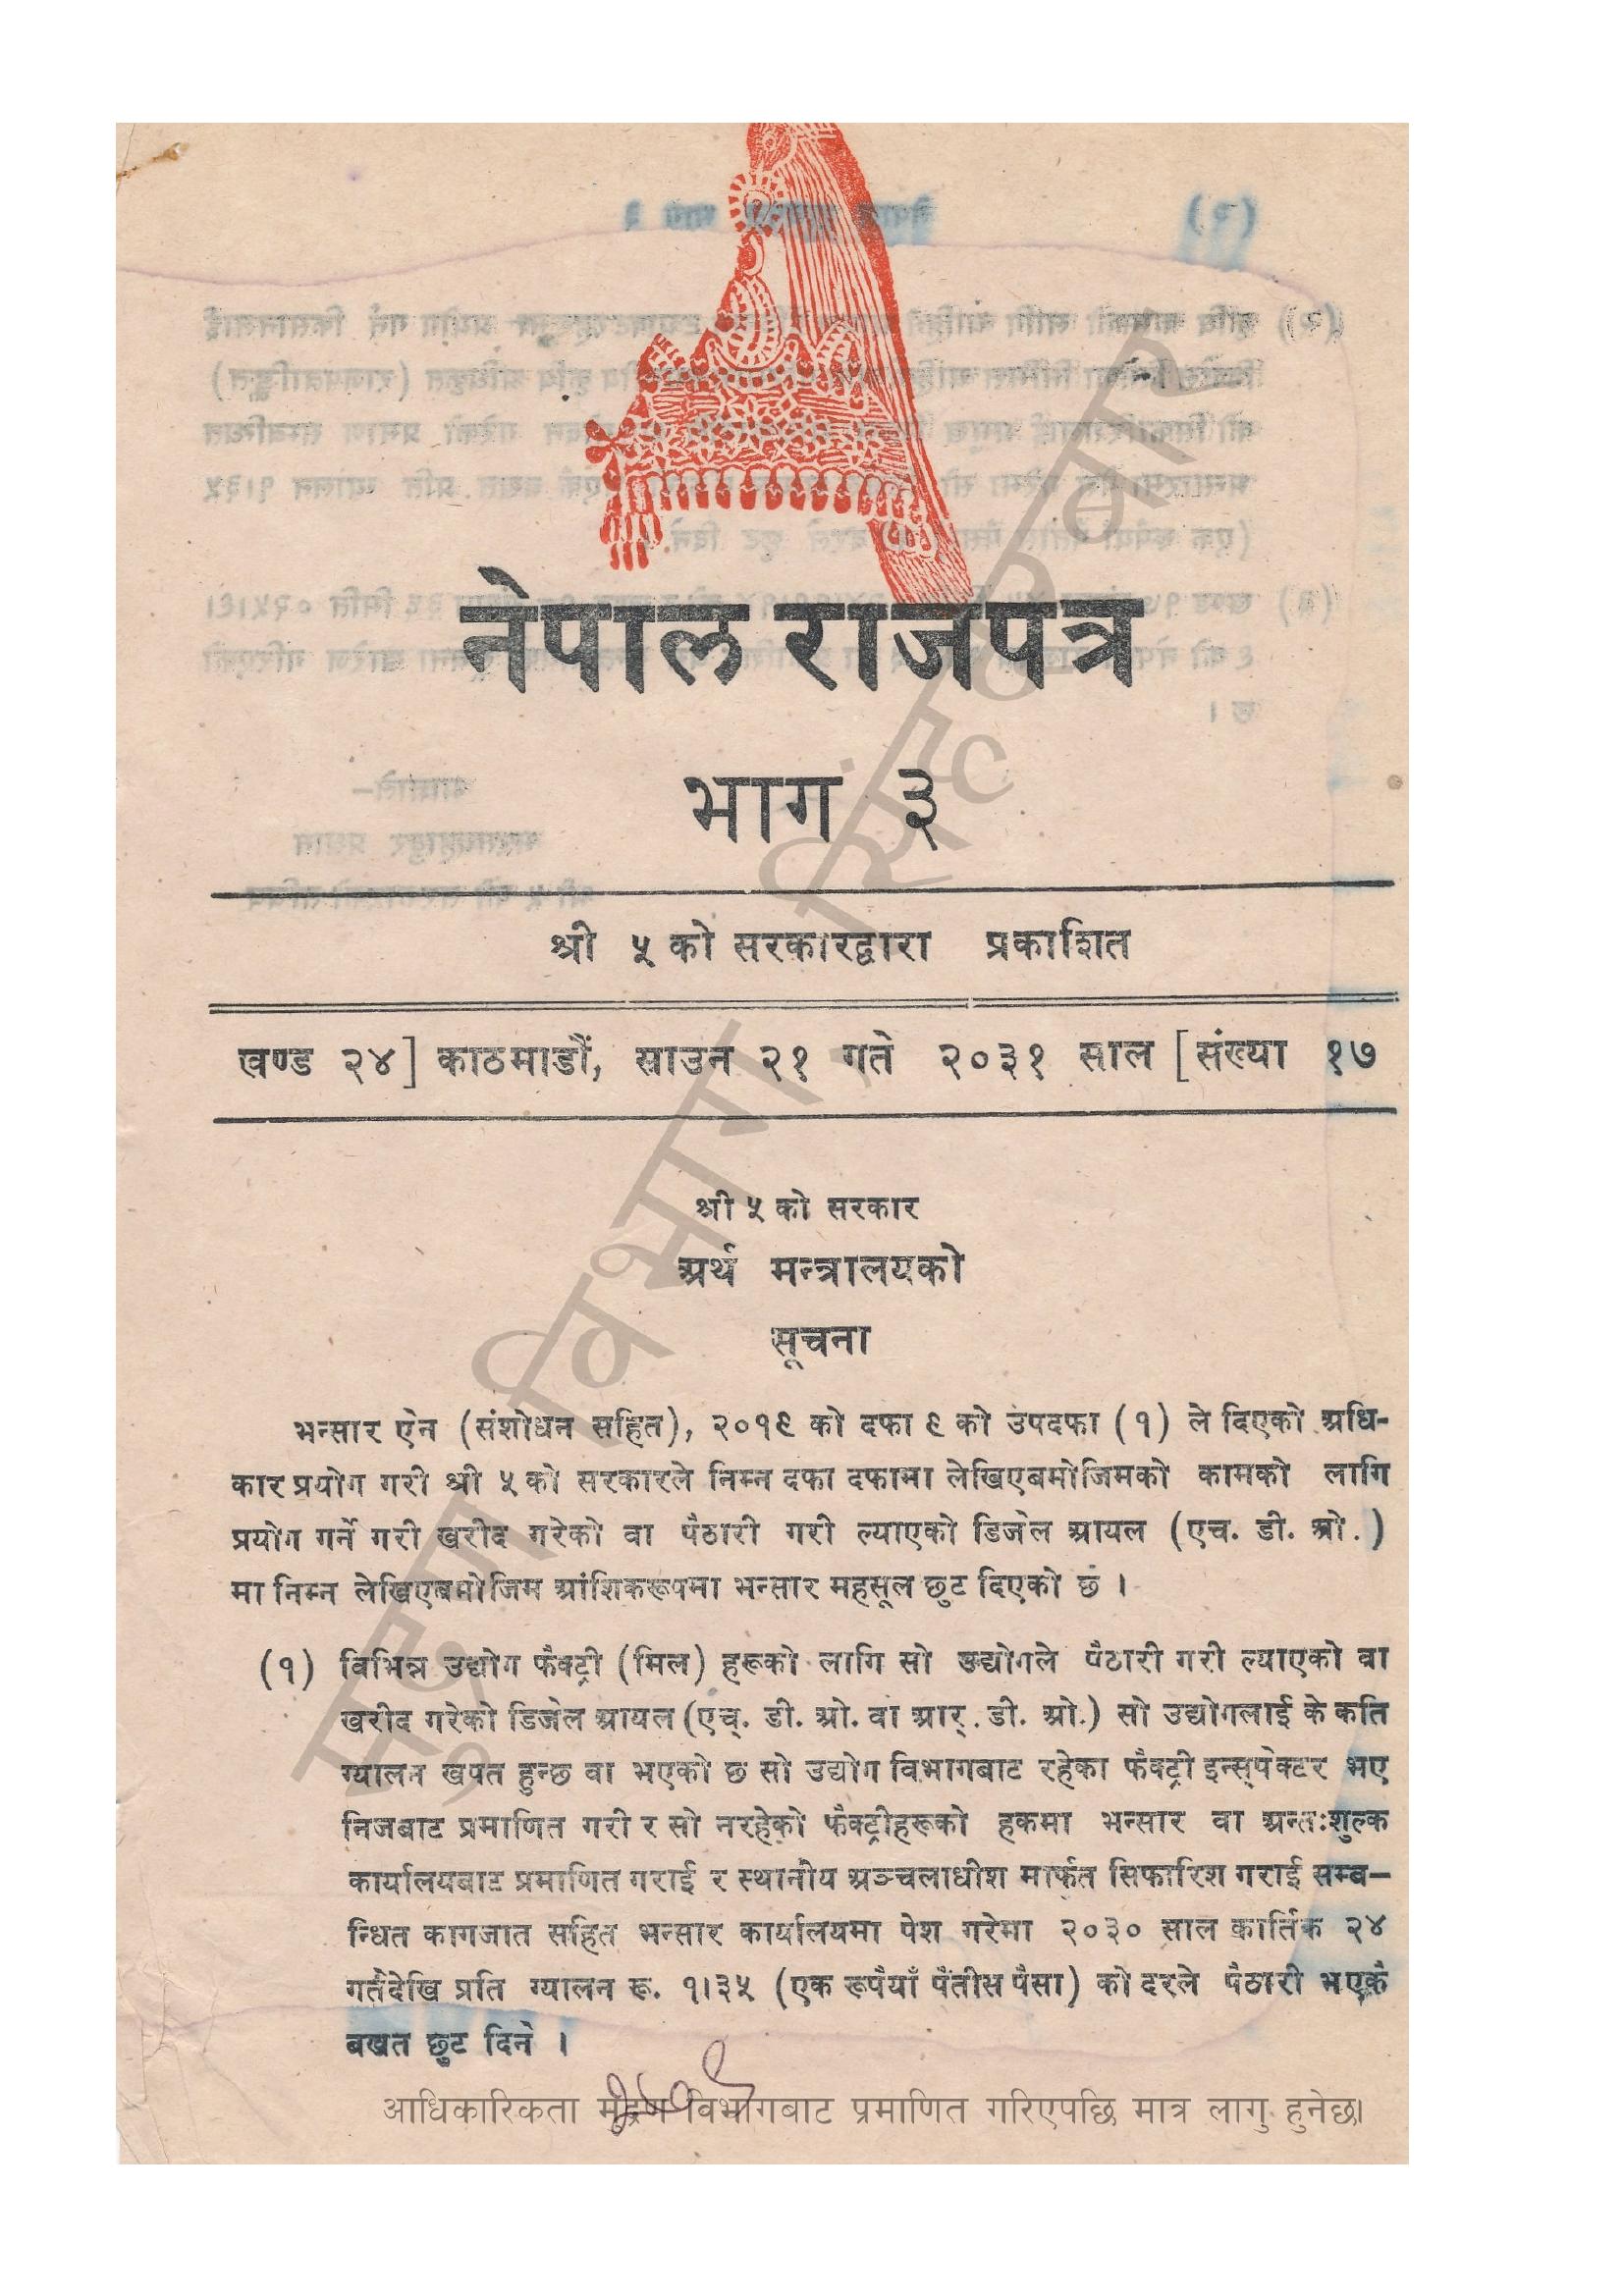 नेपाल राजपत्र
भाग ३
श्री ५ को सरकारद्वारा प्रकाशित
खण्ड २४] काठमाडौं, साउन २१ गते २०३१ साल [संख्या १७
श्री ५ को सरकार
अर्थ मन्त्रालयको
सूचना
भन्सार ऐन (संशोधन सहित), २०१९ को दफा ९ को उपदफा (१) ले दिएको अधि-
कार प्रयोग गरी श्री ५ को सरकारले निम्न दफा दफामा लेखिएबमोजिमको कामको लागि
प्रयोग गर्ने गरी खरीद गरेको वा पैठारी गरी ल्याएको डिजेल आयल (एच. डी. ओ.)
मा निम्न लेखिएबमोजिम आंशिकरूपमा भन्सार महसूल छुट दिएको छ ।
(१) विभिन्न उद्योग फैक्ट्री (मिल) हरूको लागि सो उद्योगले पैठारी गरी ल्याएको वा
खरीद गरेको डिजेल आयल (एच्. डी. ओ. वा आर्. डी. ओ.) सो उद्योगलाई के कति
ग्यालन खपत हुन्छ वा भएको छ सो उद्योग विभागबाट रहेका फैक्ट्री इन्स्पेक्टर भए
निजबाट प्रमाणित गरी र सो नरहेको फैक्ट्रीहरूको हकमा भन्सार वा अन्तःशुल्क
कार्यालयबाट प्रमाणित गराई र स्थानीय अञ्चलाधीश मार्फत सिफारिश गराई सम्ब-
न्धित कागजात सहित भन्सार कार्यालयमा पेश गरेमा २०३० साल कार्तिक २४
गतेदेखि प्रति ग्यालन रू. १।३५ (एक रूपैयाँ पैंतीस पैसा) को दरले पैठारी भएकै
बखत छुट दिने ।
आधिकारिकता मुद्रण विभागबाट प्रमाणित गरिएपछि मात्र लागु हुनेछ।